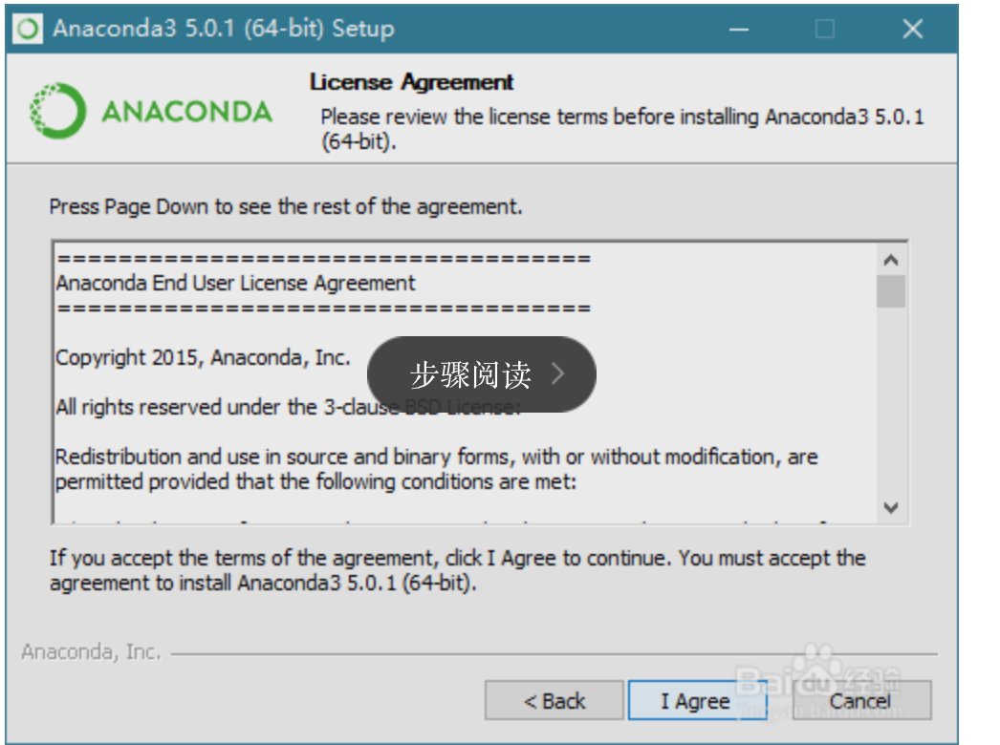 Anaconda3 5.0.1 (64-bit) Setup
ANACONDA
License Agreement
Please review the license terms before installing Anaconda3 5.0.1
(64-bit).
Press Page Down to see the rest of the agreement.
===================================
Anaconda End User License Agreement
===================================
Copyright 2015, Anaconda, Inc.
步骤阅读
All rights reserved under the 3-clause BSD License:
Redistribution and use in source and binary forms, with or without modification, are
permitted provided that the following conditions are met:
If you accept the terms of the agreement, click I Agree to continue. You must accept the
agreement to install Anaconda3 5.0.1 (64-bit).
Anaconda, Inc.
Baidu 经验
jingyan.baidu.com
< Back
I Agree
Cancel